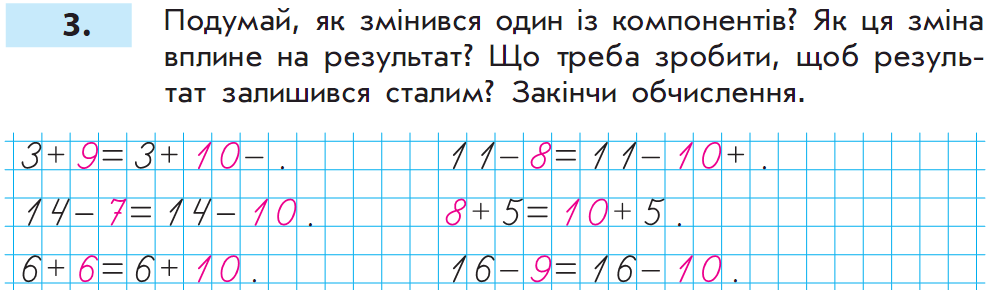 3. Подумай, як змінився один із компонентів? Як ця зміна
вплине на результат? Що треба зробити, щоб резуль-
тат залишився сталим? Закінчи обчислення.
3 + 9 = 3 + 10 - . 11 - 8 = 11 - 10 + .
14 - 7 = 14 - 10 . 8 + 5 = 10 + 5 .
6 + 6 = 6 + 10 . 16 - 9 = 16 - 10 .